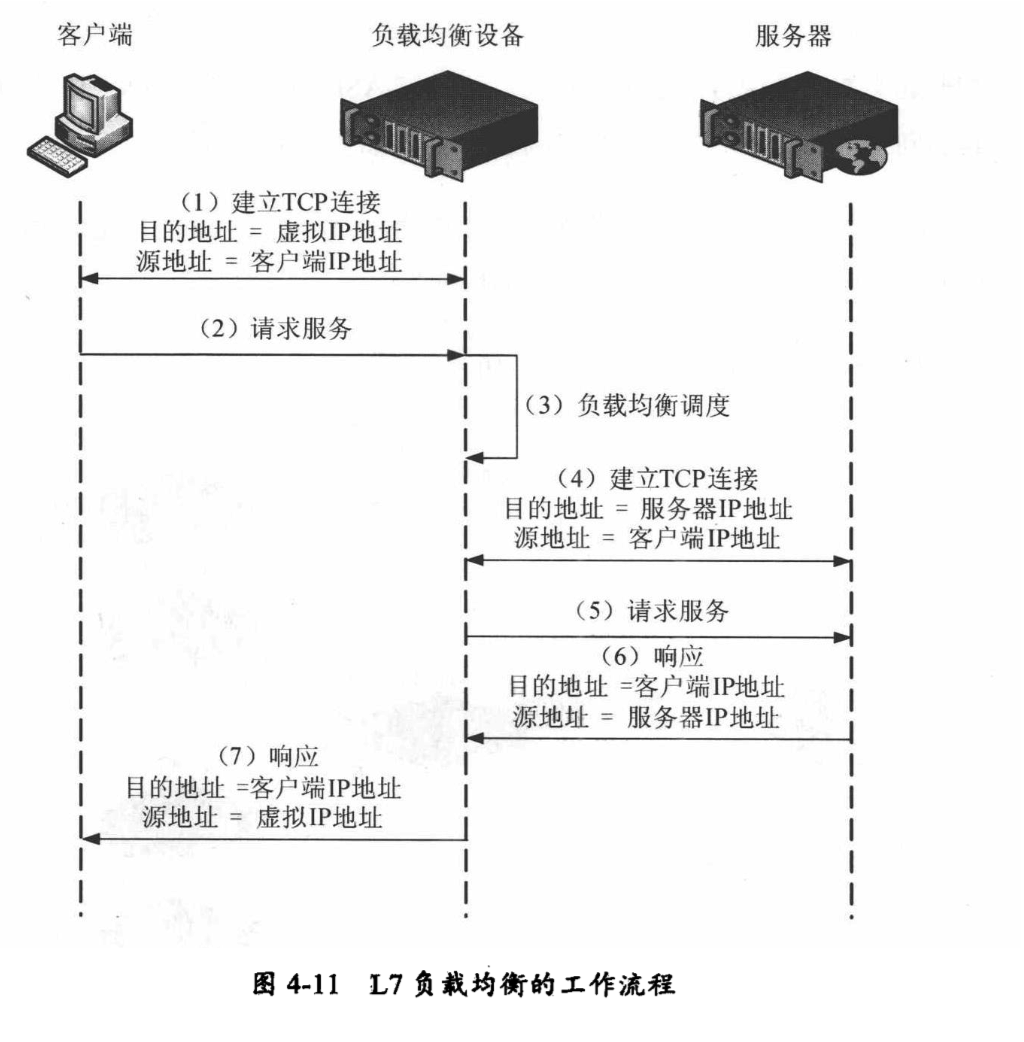 客户端
负载均衡设备
服务器
（1）建立TCP连接
目的地址 = 虚拟IP地址
源地址 = 客户端IP地址
（2）请求服务
（3）负载均衡调度
（4）建立TCP连接
目的地址 = 服务器IP地址
源地址 = 客户端IP地址
（5）请求服务
（6）响应
目的地址 =客户端IP地址
源地址 = 服务器IP地址
（7）响应
目的地址 =客户端IP地址
源地址 = 虚拟IP地址
图 4-11 L7 负载均衡的工作流程